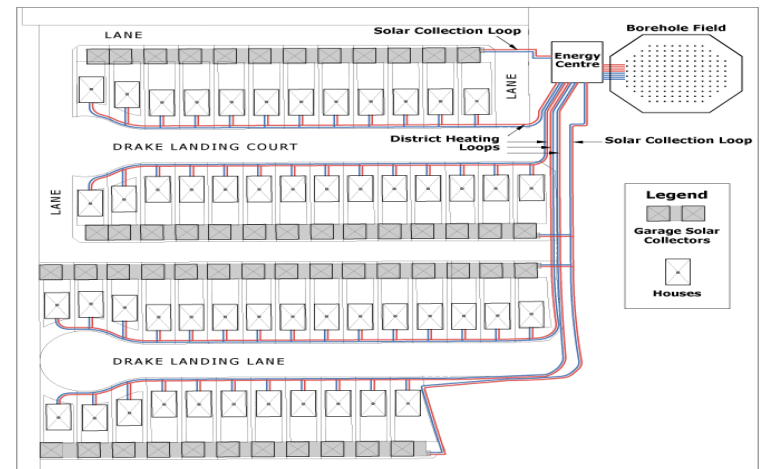 LANE
Solar Collection Loop
Borehole Field
Energy
Centre
LANE
District Heating
Loops
Solar Collection Loop
DRAKE LANDING COURT
LANE
Legend
Garage Solar
Collectors
Houses
DRAKE LANDING LANE